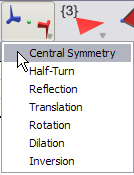 {3}
Central Symmetry
Half-Turn
Reflection
Translation
Rotation
Dilation
Inversion